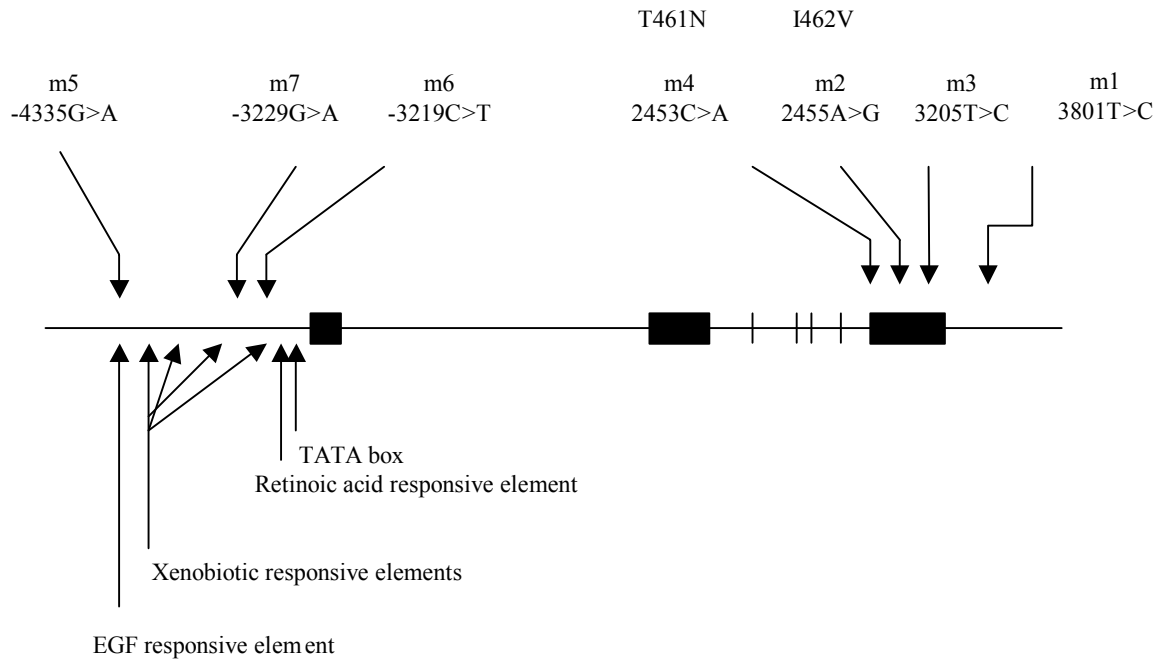 T461N I462V
m5 m7 m6 m4 m2 m3 m1
-4335G>A -3229G>A -3219C>T 2453C>A 2455A>G 3205T>C 3801T>C
TATA box
Retinoic acid responsive element
Xenobiotic responsive elements
EGF responsive element